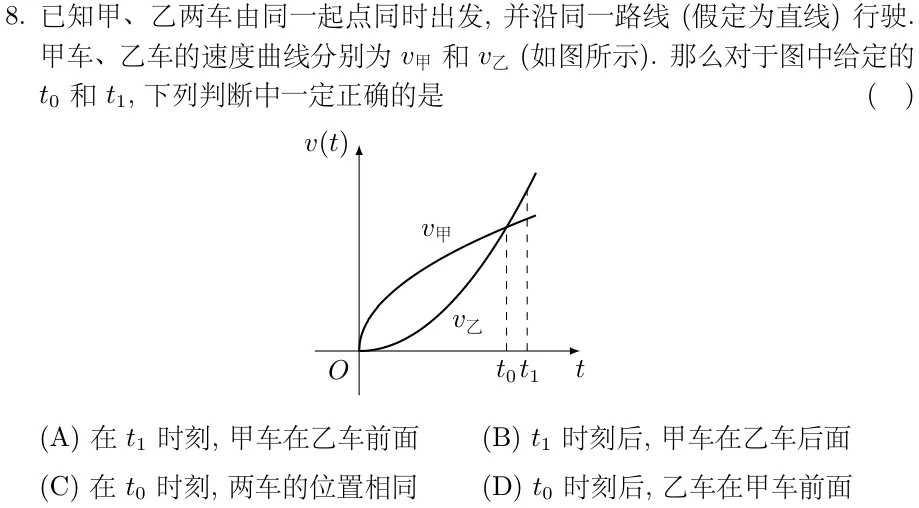 8. 已知甲、乙两车由同一起点同时出发, 并沿同一路线 (假定为直线) 行驶.
甲车、乙车的速度曲线分别为 v甲 和 v乙 (如图所示). 那么对于图中给定的
t₀ 和 t₁, 下列判断中一定正确的是 ( )
v(t)
v甲
v乙
O t₀ t₁ t
(A) 在 t₁ 时刻, 甲车在乙车前面 (B) t₁ 时刻后, 甲车在乙车后面
(C) 在 t₀ 时刻, 两车的位置相同 (D) t₀ 时刻后, 乙车在甲车前面